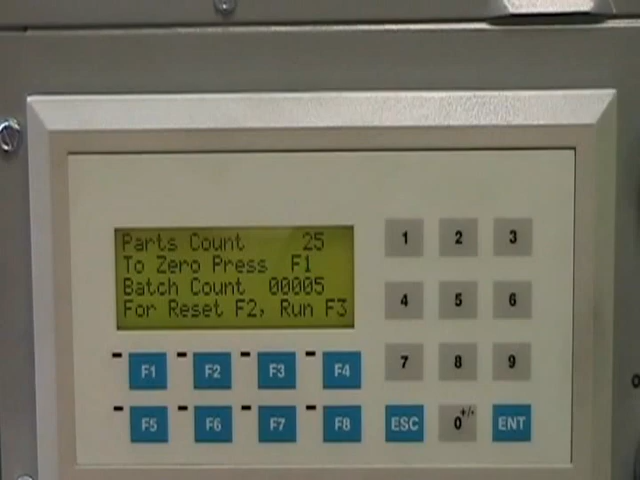 Parts Count 25
To Zero Press F1
Batch Count 00005
For Reset F2, Run F3
1 2 3
4 5 6
7 8 9
F1 F2 F3 F4
F5 F6 F7 F8 ESC 0+/- ENT